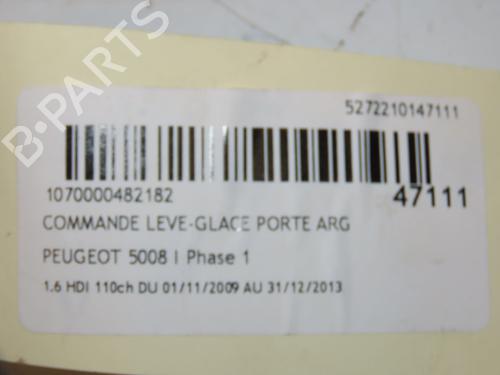 B-PARTS
5272210147111
1070000482182
47111
COMMANDE LEVE-GLACE PORTE ARG
PEUGEOT 5008 I Phase 1
1.6 HDI 110ch DU 01/11/2009 AU 31/12/2013